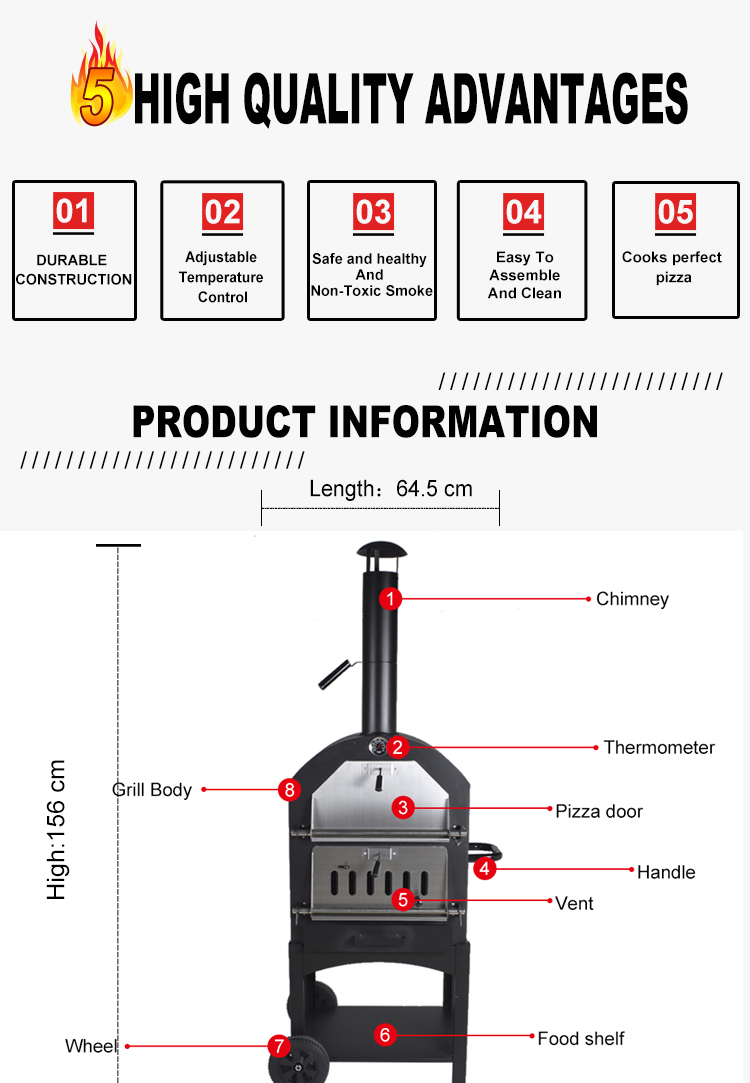 5 HIGH QUALITY ADVANTAGES
01
DURABLE
CONSTRUCTION
02
Adjustable
Temperature
Control
03
Safe and healthy
And
Non-Toxic Smoke
04
Easy To
Assemble
And Clean
05
Cooks perfect
pizza
PRODUCT INFORMATION
Length: 64.5 cm
High:156 cm
1 Chimney
2 Thermometer
Grill Body 8
3 Pizza door
4 Handle
5 Vent
6 Food shelf
Wheel 7